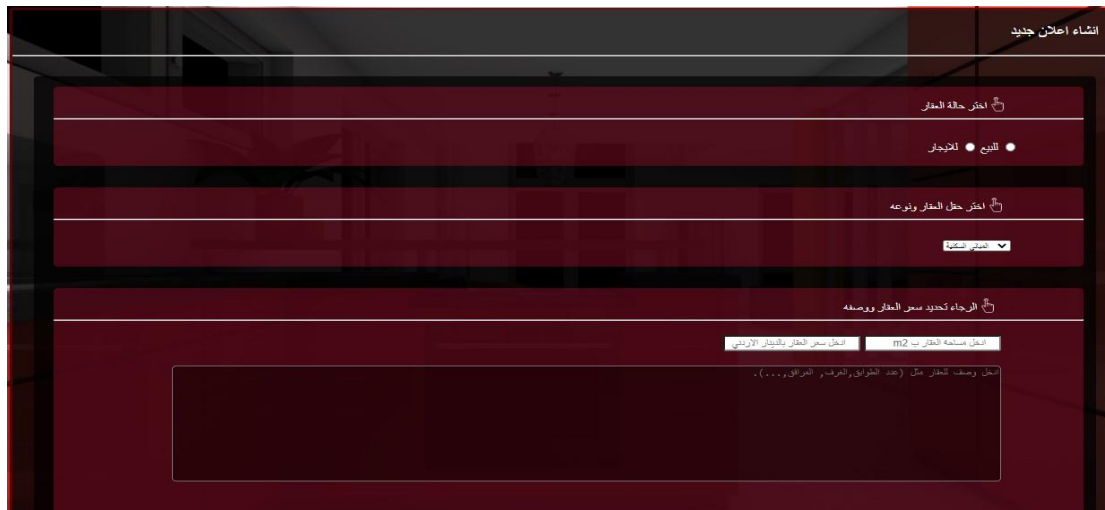 انشاء اعلان جديد
اختر حالة العقار
للبيع للايجار
اختر حقل العقار ونوعه
المباني السكنية
الرجاء تحديد سعر العقار ووصفه
ادخل مساحة العقار ب m2 ادخل سعر العقار بالدينار الاردني
ادخل وصف للعقار مثل (عدد الطوابق,الغرف, المرافق,...).